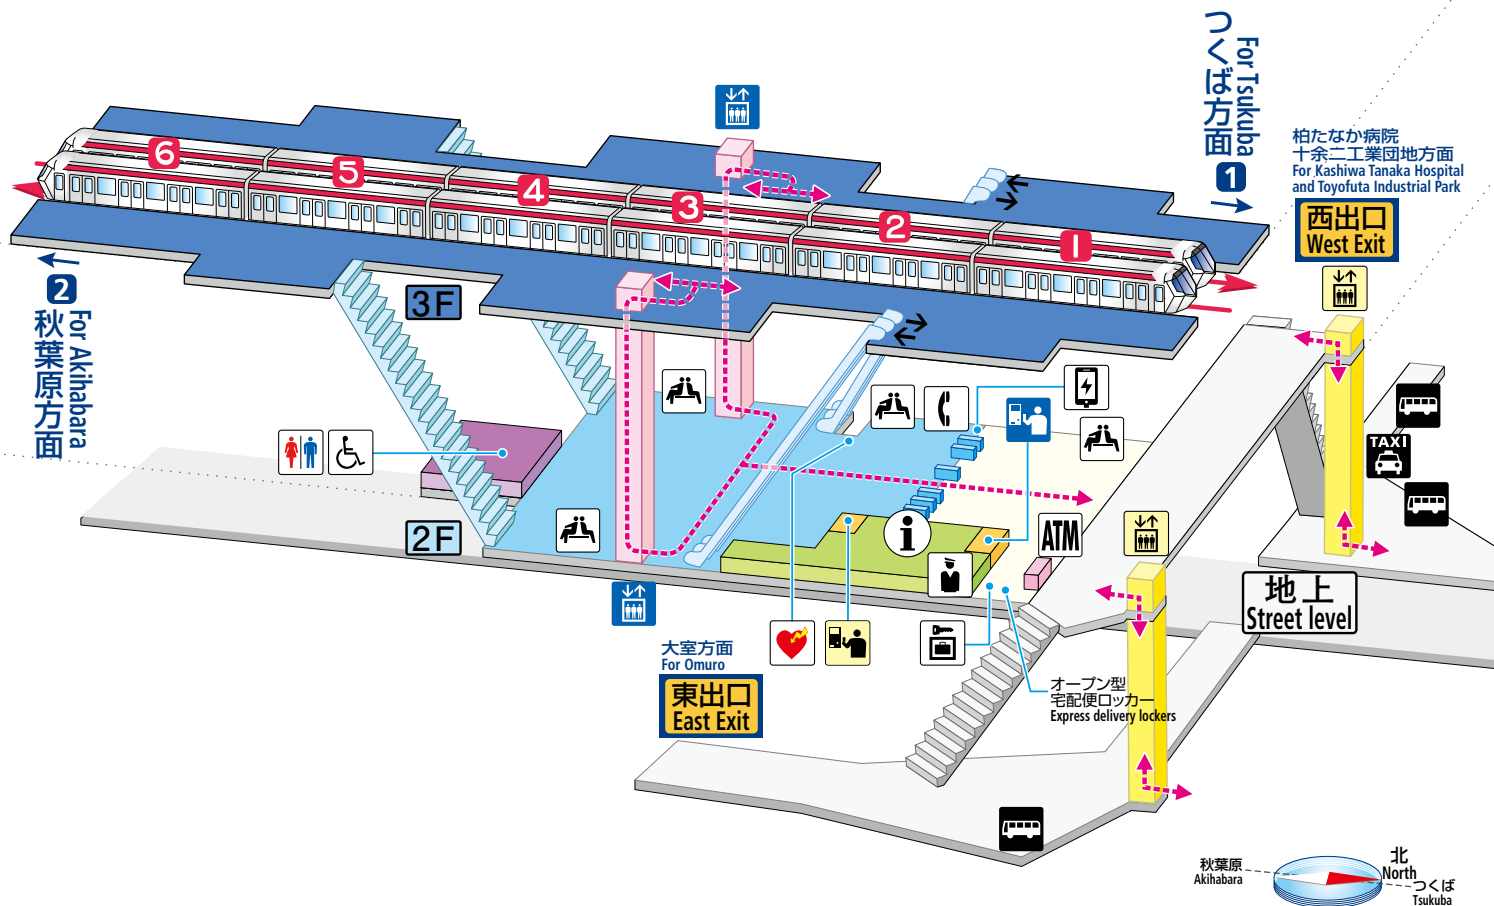 つくば方面
For Tsukuba
1
柏たなか病院
十余二工業団地方面
For Kashiwa Tanaka Hospital
and Toyofuta Industrial Park
西出口
West Exit
6
5
4
3
2
1
2
秋葉原方面
For Akihabara
3F
2F
TAXI
i
ATM
地上
Street level
大室方面
For Omuro
東出口
East Exit
オープン型
宅配便ロッカー
Express delivery lockers
秋葉原
Akihabara
北
North
つくば
Tsukuba